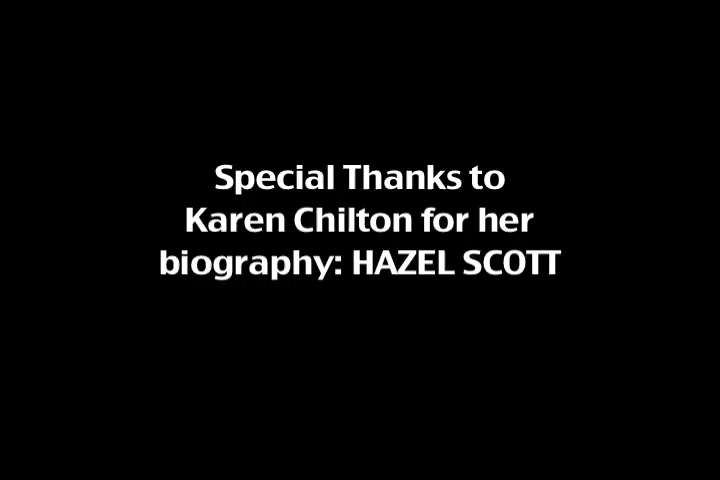 Special Thanks to
Karen Chilton for her
biography: HAZEL SCOTT